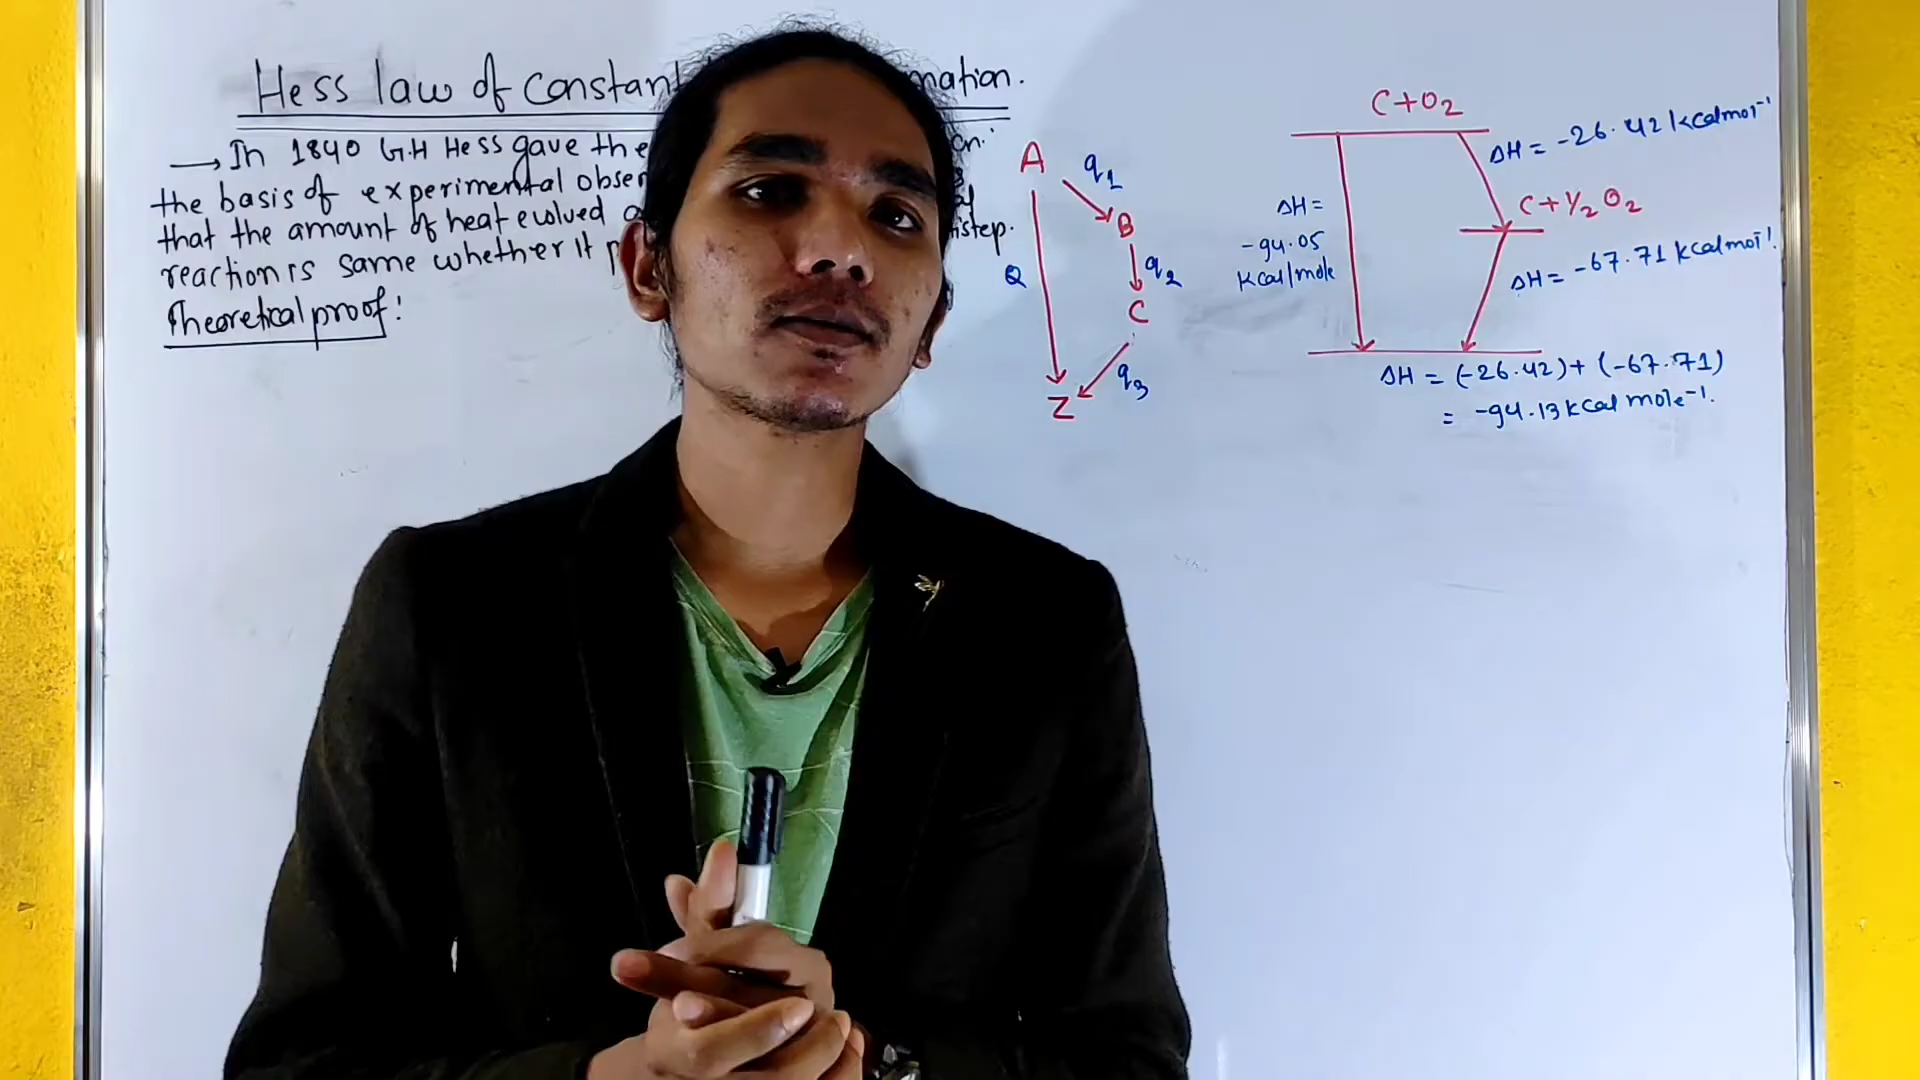 Hess law of constant mation.
→ In 1840 G.H Hess gave the
the basis of experimental obser
that the amount of heat evolved
reaction is same whether it step.
Theoretical proof:
A
q1
B
Q
q2
C
q3
Z
C+O2
ΔH = -26.42 kcalmol-1
ΔH =
-94.05
kcal/mole
C+1/2 O2
ΔH = -67.71 kcalmol-1.
ΔH = (-26.42)+(-67.71)
= -94.13 kcal mole-1.